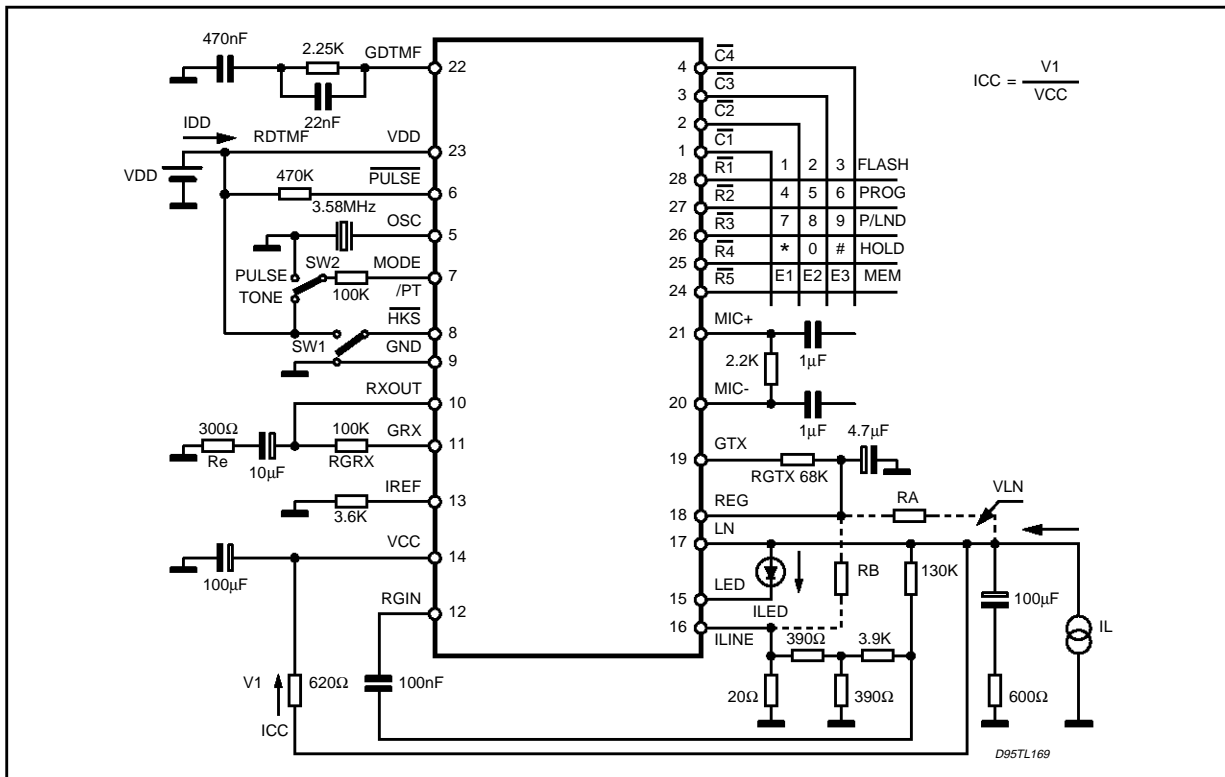 470nF
2.25K
GDTMF
22
22nF
IDD
RDTMF
VDD
23
VDD
470K
PULSE
6
3.58MHz
OSC
5
PULSE
SW2
MODE
7
TONE
100K
/PT
HKS
8
SW1
GND
9
RXOUT
10
300Ω
Re
10µF
100K
GRX
11
RGRX
IREF
13
3.6K
VCC
14
100µF
RGIN
12
V1
620Ω
100nF
ICC
4
C4
3
C3
2
C2
1
C1
28
R1
27
R2
26
R3
25
R4
24
R5
1 2 3 FLASH
4 5 6 PROG
7 8 9 P/LND
* 0 # HOLD
E1 E2 E3 MEM
ICC = V1
VCC
21
MIC+
2.2K
1µF
20
MIC-
1µF
4.7µF
19
GTX
RGTX 68K
18
REG
RA
VLN
17
LN
LED
15
ILED
RB
130K
100µF
IL
16
ILINE
390Ω
3.9K
20Ω
390Ω
600Ω
D95TL169